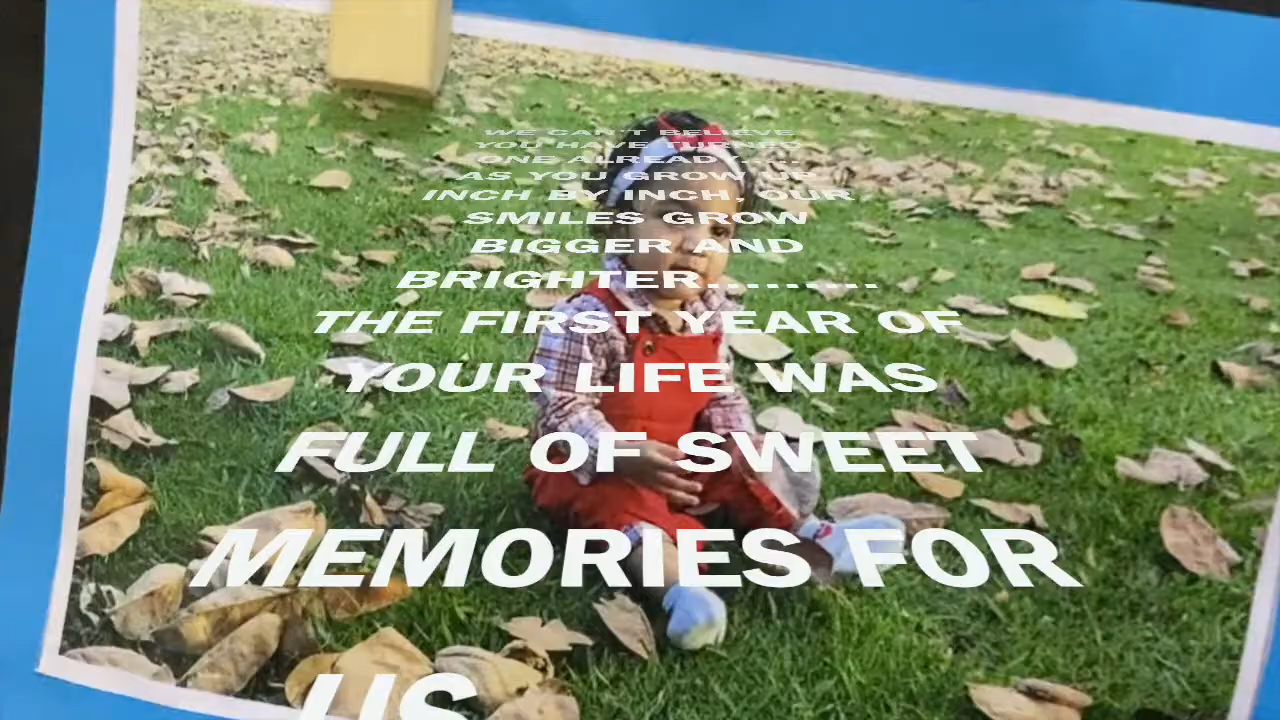 WE CAN'T BELIEVE
YOU HAVE TURNED
ONE ALREADY......
AS YOU GROW UP
INCH BY INCH, OUR
SMILES GROW
BIGGER AND
BRIGHTER..........
THE FIRST YEAR OF
YOUR LIFE WAS
FULL OF SWEET
MEMORIES FOR
US